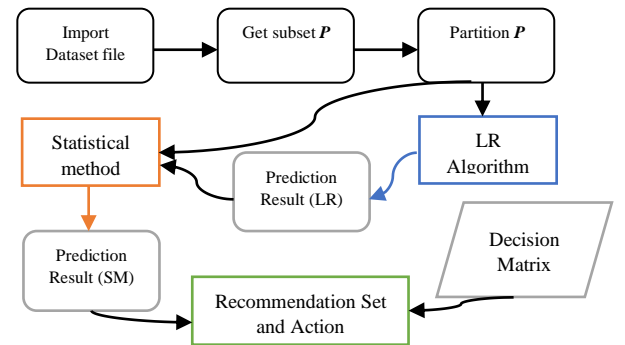 Import
Dataset file
Get subset P
Partition P
Statistical
method
LR
Algorithm
Prediction
Result (LR)
Prediction
Result (SM)
Decision
Matrix
Recommendation Set
and Action